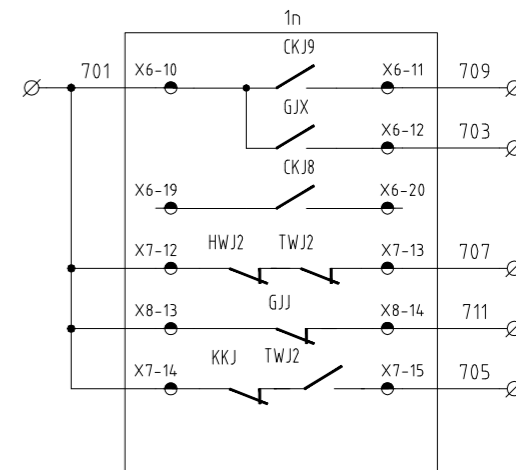 1n
CKJ9
701 X6-10 X6-11 709
GJX
X6-12 703
CKJ8
X6-19 X6-20
HWJ2 TWJ2
X7-12 X7-13 707
GJJ
X8-13 X8-14 711
KKJ TWJ2
X7-14 X7-15 705